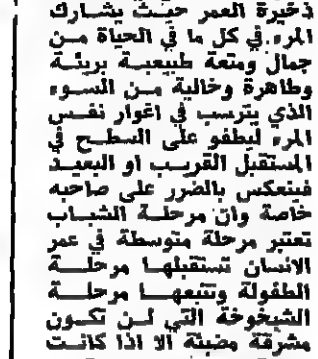 ذخيرة العمر حيث يشارك
المرء في كل ما في الحياة من
جمال ومتعة طبيعية بريئة
وطاهرة وخالية من السوء
الذي يترسب في اغوار نفس
المرء ليطفو على السطح في
المستقبل القريب او البعيد
فينعكس بالضرر على صاحبه
خاصة وان مرحلة الشباب
تعتبر مرحلة متوسطة في عمر
الانسان تستقبلها مرحلة
الطفولة وتتبعها مرحلة
الشيخوخة التي لن تكون
مشرقة مضيئة الا اذا كانت